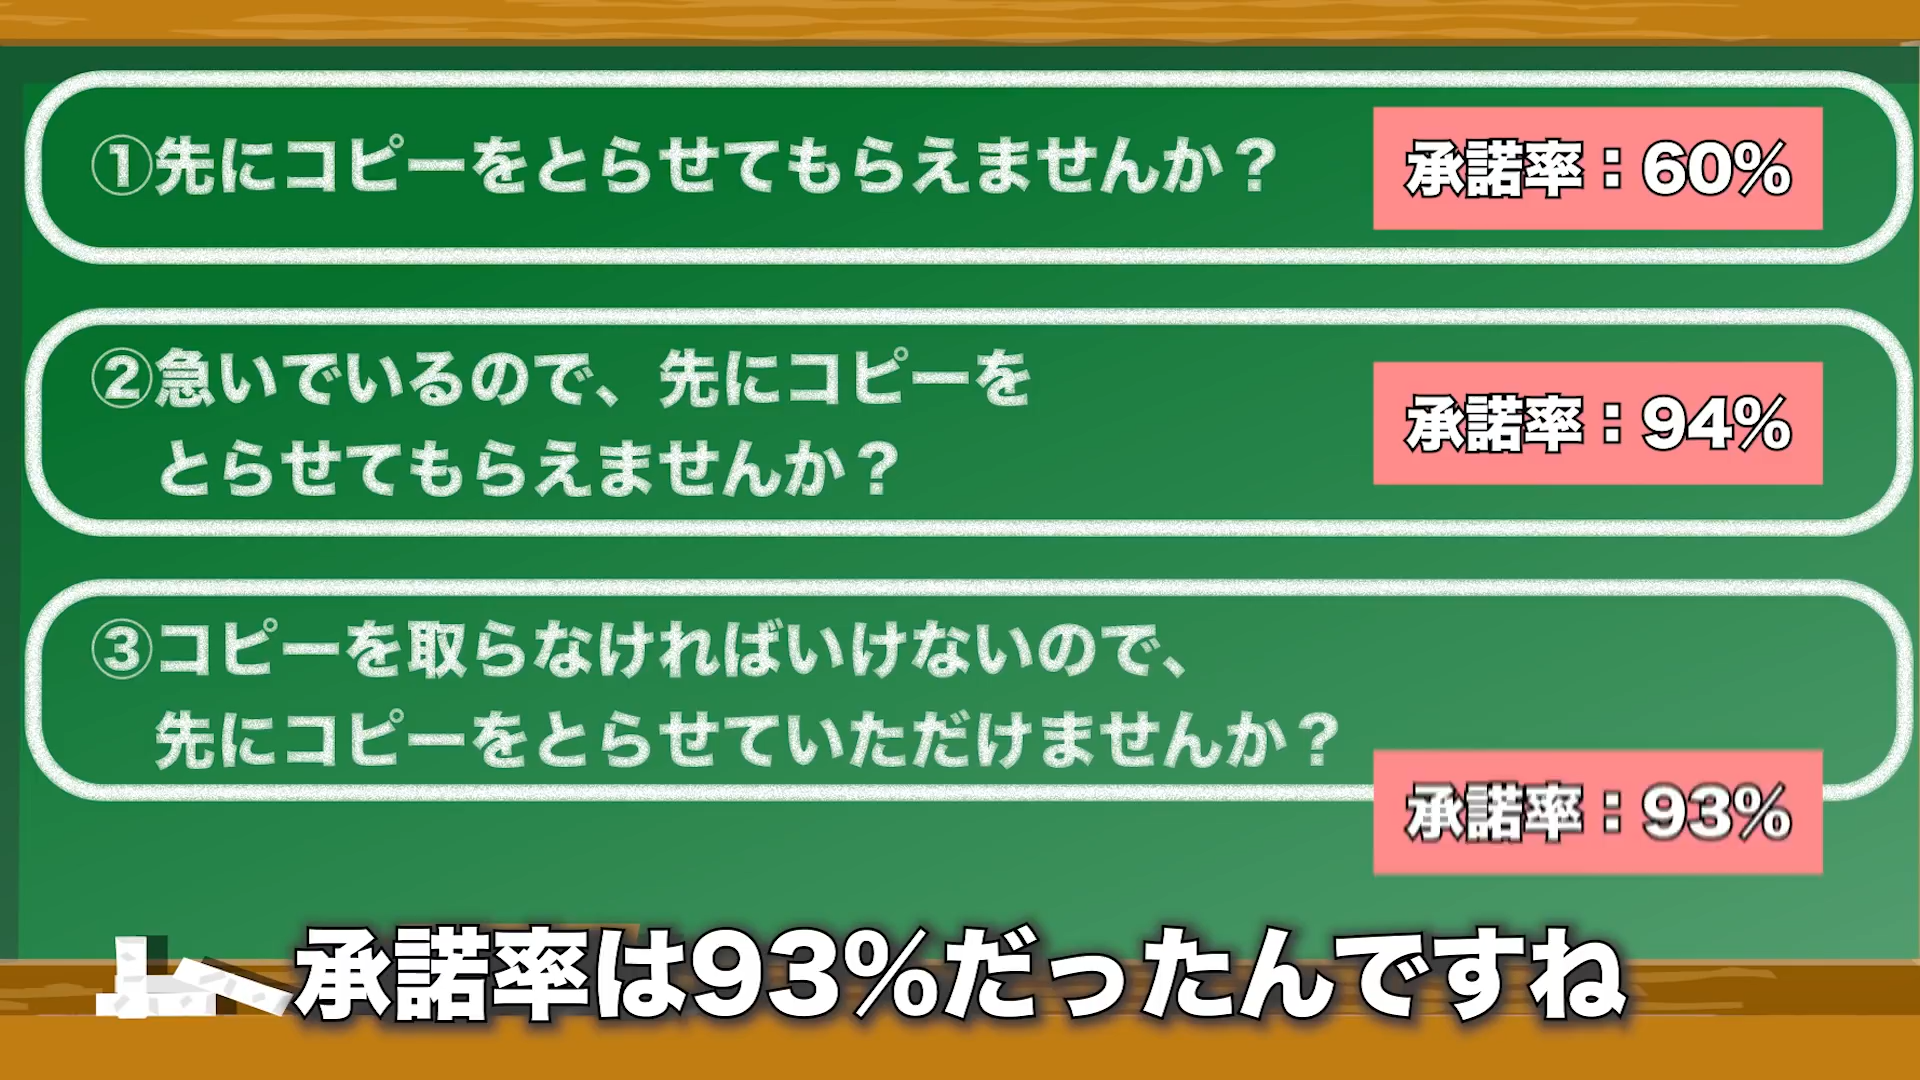 ①先にコピーをとらせてもらえませんか？
承諾率：60%
②急いでいるので、先にコピーを
とらせてもらえませんか？
承諾率：94%
③コピーを取らなければいけないので、
先にコピーをとらせていただけませんか？
承諾率：93%
承諾率は93%だったんですね